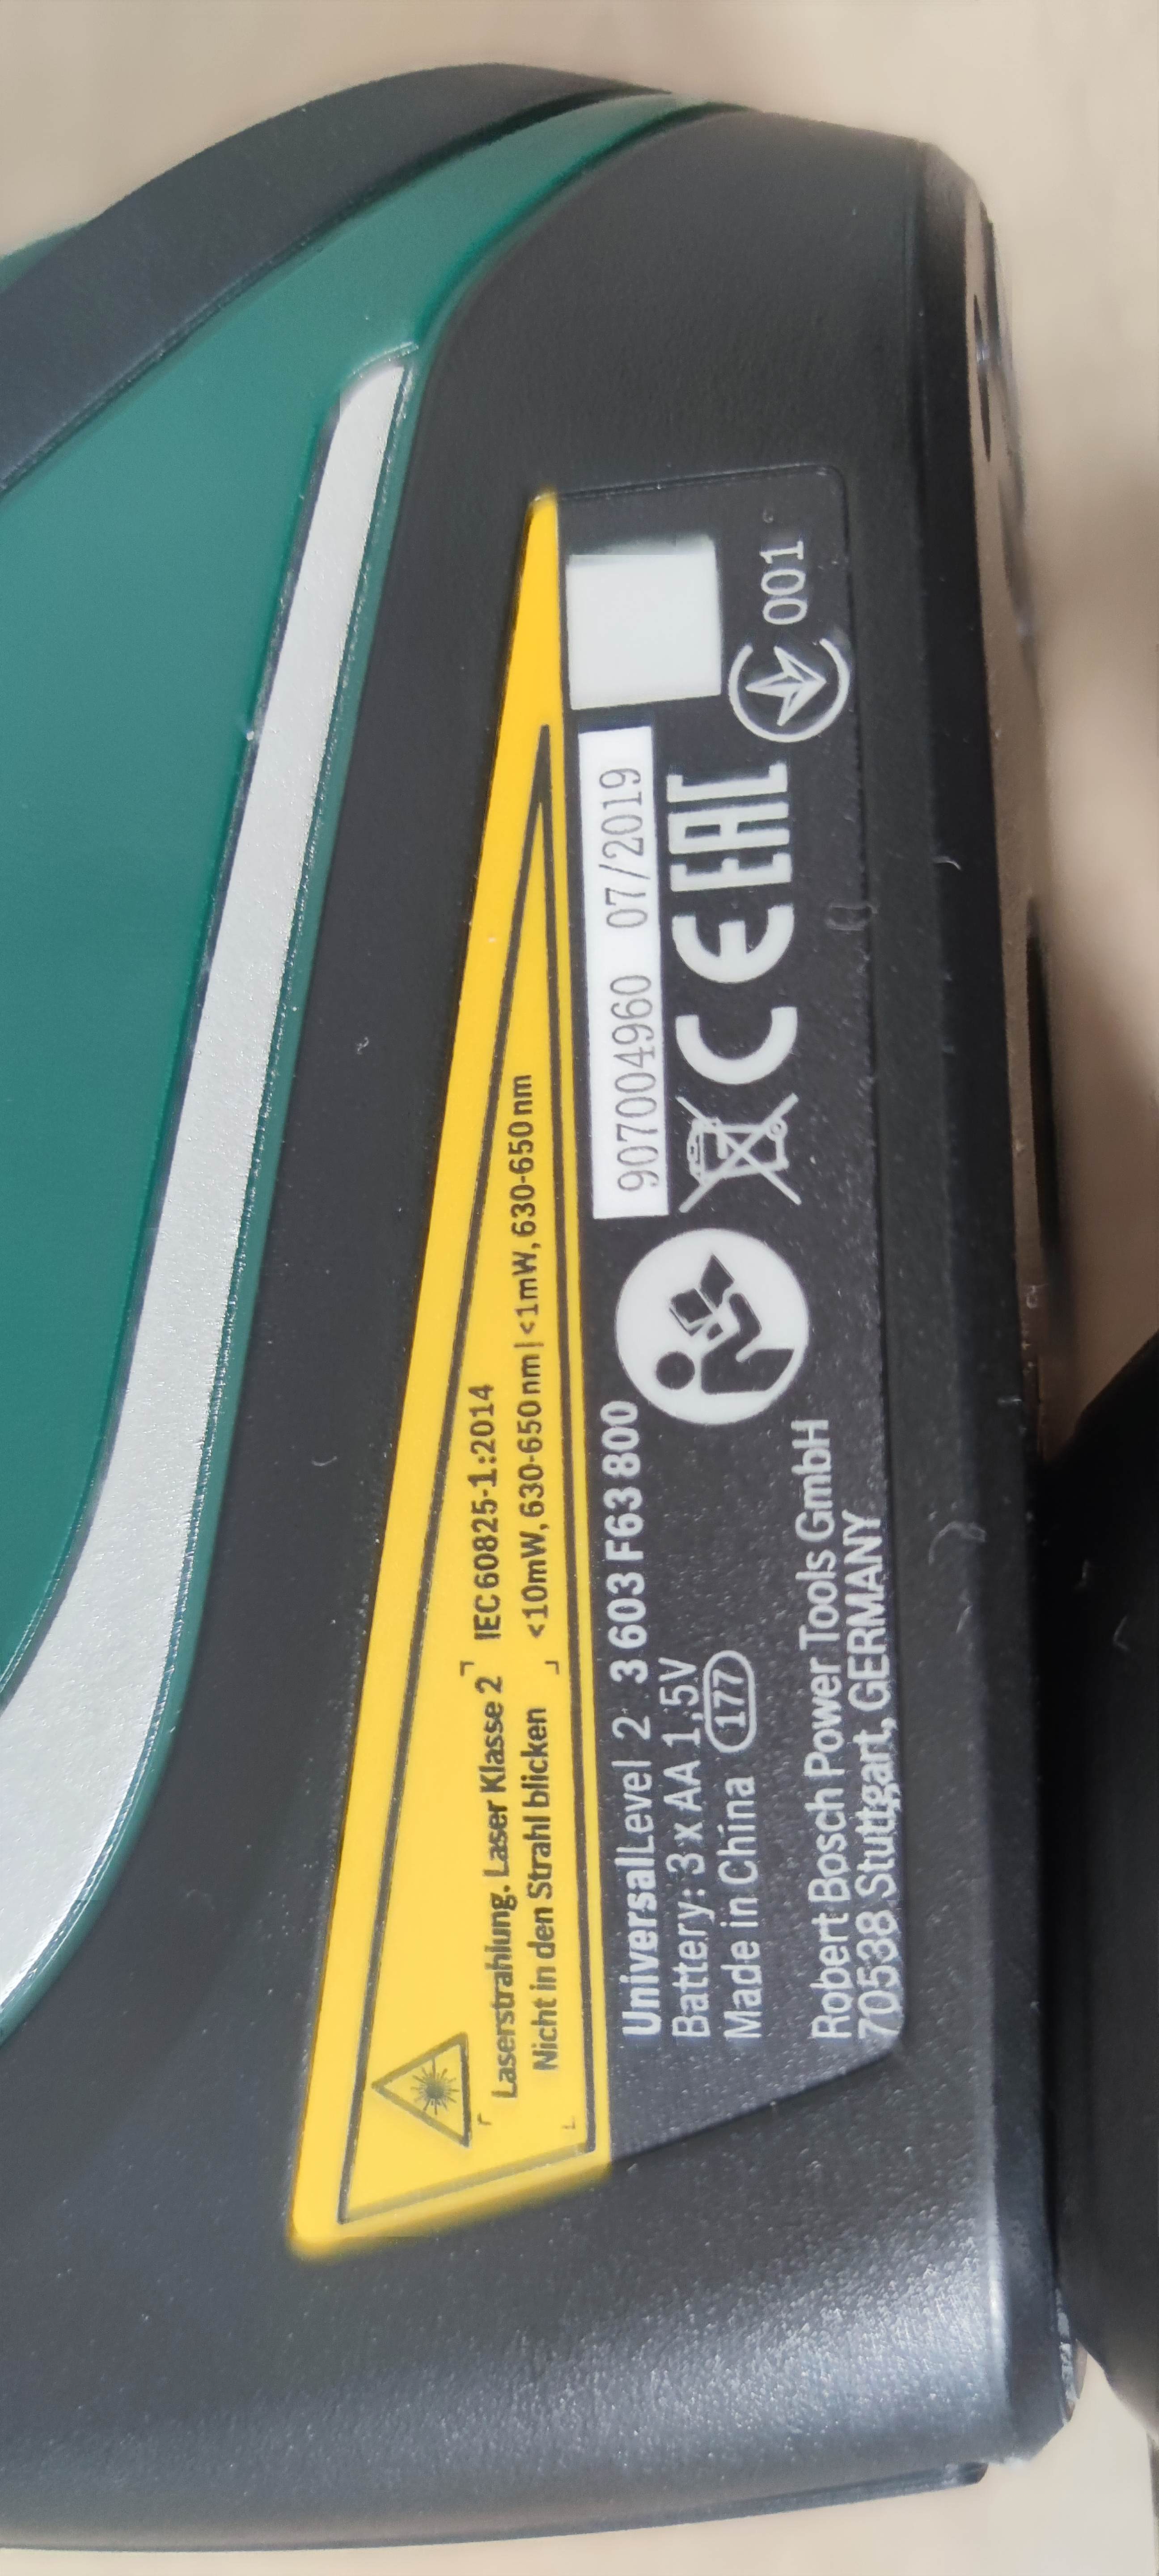 Laserstrahlung. Laser Klasse 2
Nicht in den Strahl blicken
IEC 60825-1:2014
<10mW, 630-650nm | <1mW, 630-650nm
UniversalLevel 2 3 603 F63 800
Battery: 3 x AA 1,5V
Made in China 177
Robert Bosch Power Tools GmbH
70538 Stuttgart, GERMANY
907004960 07/2019
CE EAC
001